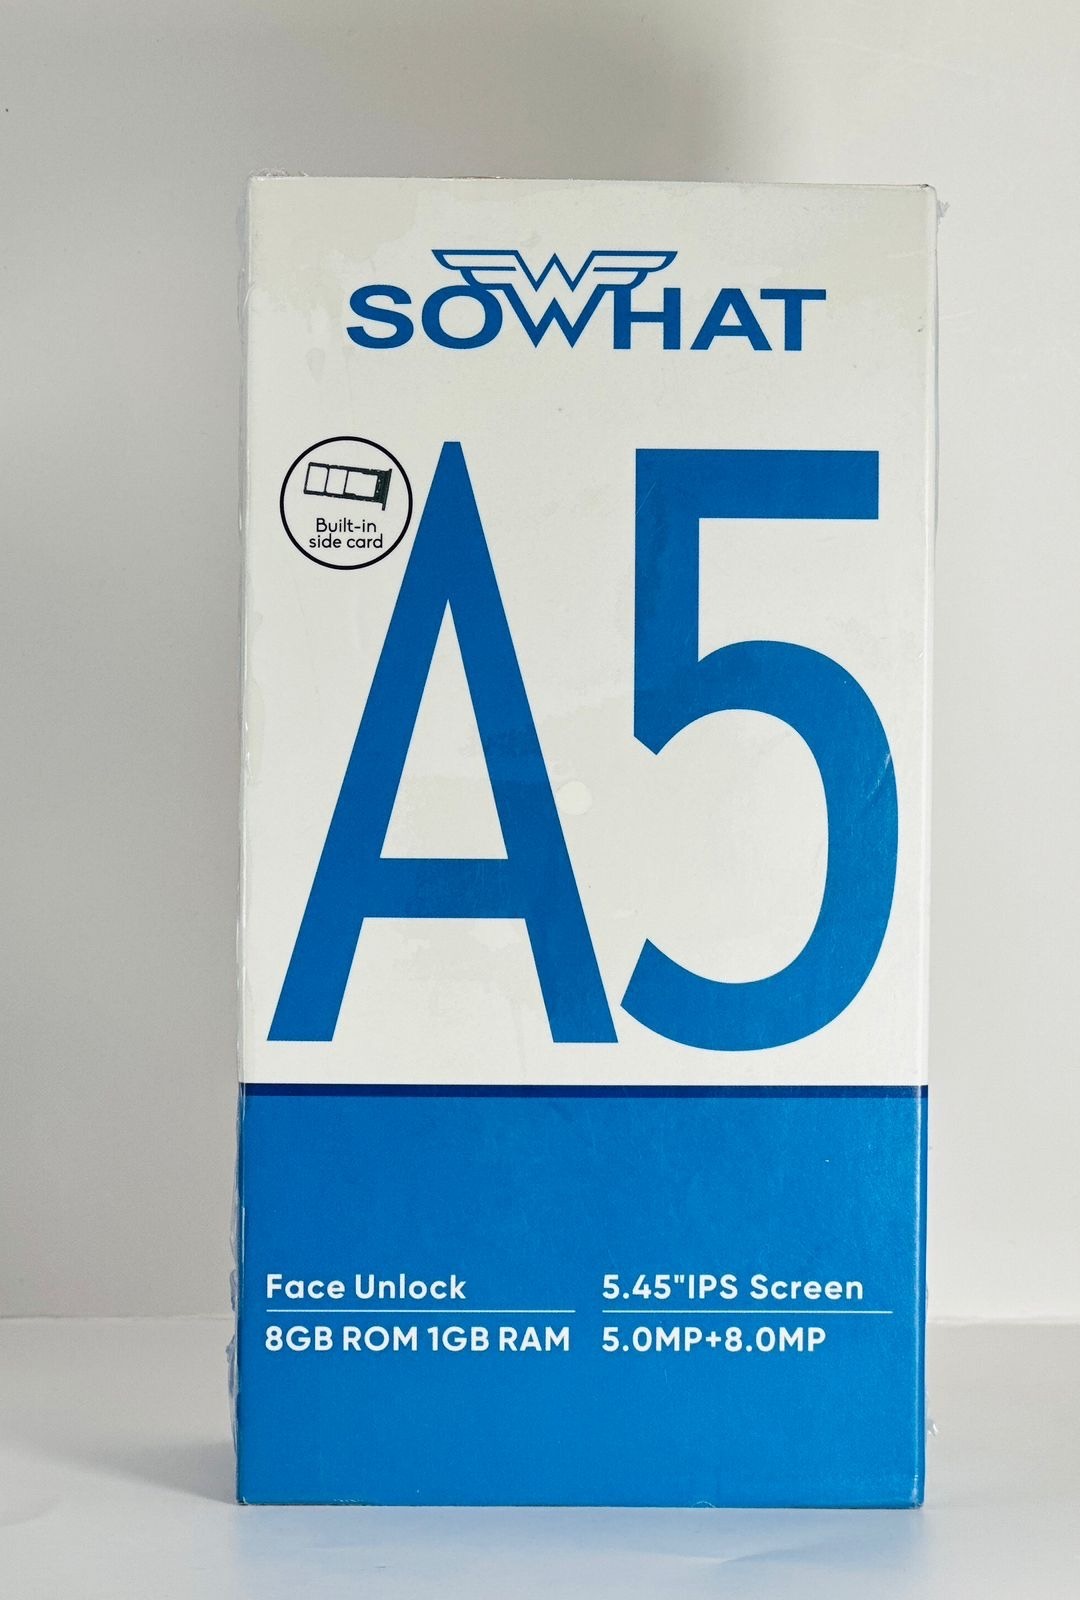 SOWHAT
Built-in
side card
A5
Face Unlock
5.45"IPS Screen
8GB ROM 1GB RAM
5.0MP+8.0MP